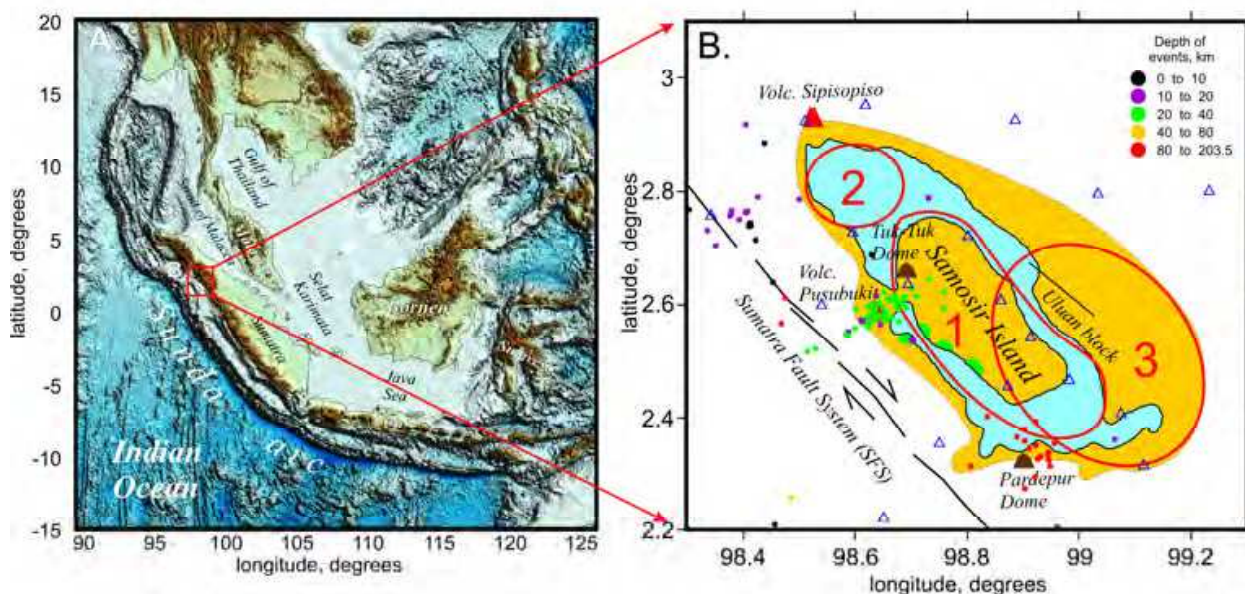 A.
20
15
10
5
0
-5
-10
-15
latitude, degrees
90
95
100
105
110
115
120
125
longitude, degrees
Gulf of
Thailand
Selat
Karimata
Borneo
Sumatra
Java
Sea
Sunda
arc
Indian
Ocean
B.
3
2.8
2.6
2.4
2.2
latitude, degrees
98.4
98.6
98.8
99
99.2
longitude, degrees
Depth of
events, km
0 to 10
10 to 20
20 to 40
40 to 80
80 to 203.5
Volc. Sipisopiso
2
Tuk-Tuk
Dome
Volc.
Pusubukit
Samosir Island
1
Uluan block
3
Sumatra Fault System (SFS)
Pardepur
Dome